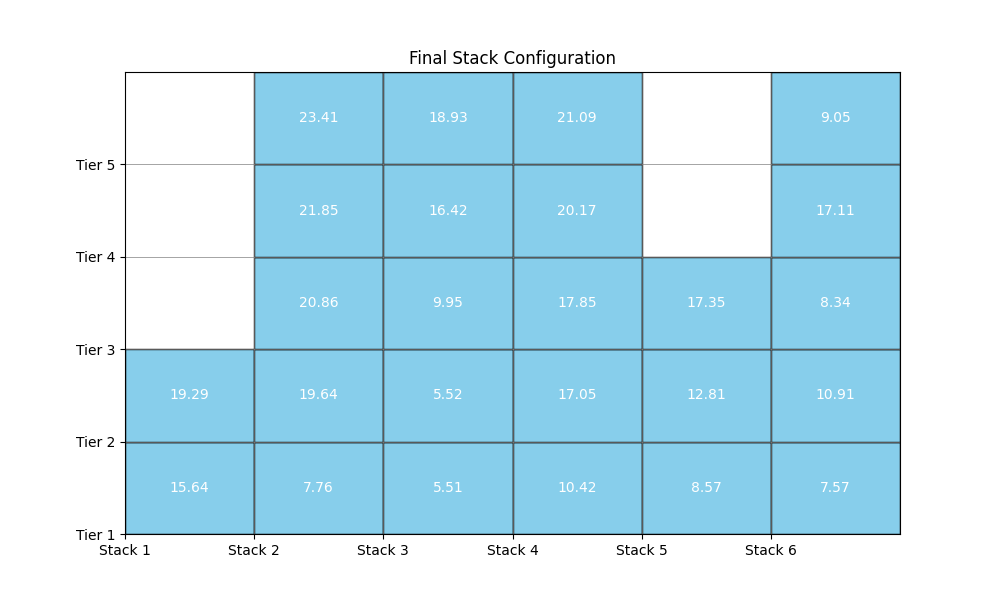 Final Stack Configuration
23.41 18.93 21.09 9.05
Tier 5
21.85 16.42 20.17 17.11
Tier 4
20.86 9.95 17.85 17.35 8.34
Tier 3
19.29 19.64 5.52 17.05 12.81 10.91
Tier 2
15.64 7.76 5.51 10.42 8.57 7.57
Tier 1
Stack 1 Stack 2 Stack 3 Stack 4 Stack 5 Stack 6